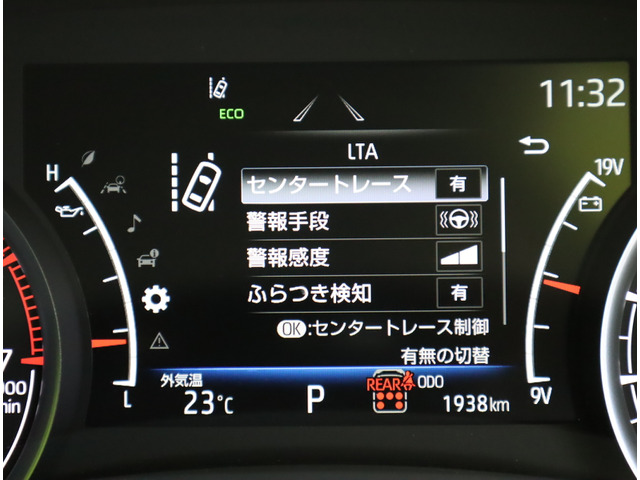 11:32
ECO
LTA
H
19V
センタートレース 有
警報手段
警報感度
ふらつき検知 有
OK:センタートレース制御
有無の切替
外気温
REAR
ODO
L
23℃
P
1938km
9V
000
min